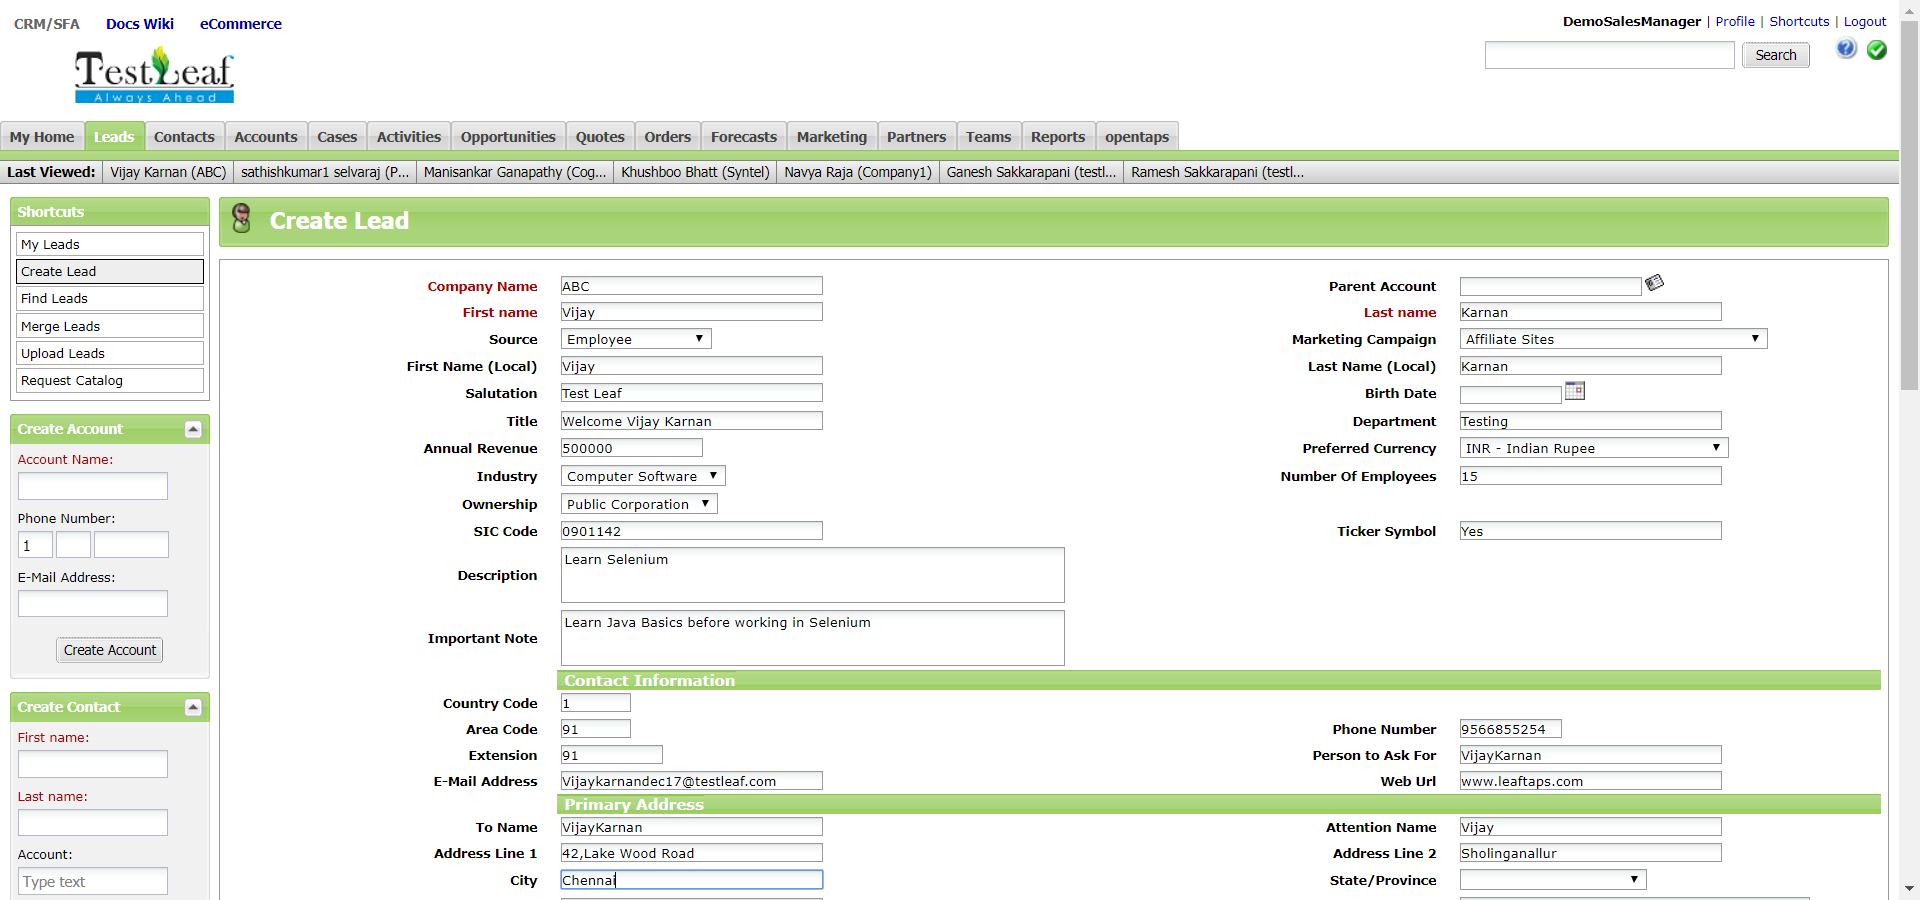 CRM/SFA Docs Wiki eCommerce
DemoSalesManager | Profile | Shortcuts | Logout
Search
TestLeaf
Always Ahead
My Home Leads Contacts Accounts Cases Activities Opportunities Quotes Orders Forecasts Marketing Partners Teams Reports opentaps
Last Viewed: Vijay Karnan (ABC) sathishkumar1 selvaraj (P... Manisankar Ganapathy (Cog... Khushboo Bhatt (Syntel) Navya Raja (Company1) Ganesh Sakkarapani (testl... Ramesh Sakkarapani (testl...
Shortcuts
My Leads
Create Lead
Find Leads
Merge Leads
Upload Leads
Request Catalog
Create Account
Account Name:
Phone Number:
1
E-Mail Address:
Create Account
Create Contact
First name:
Last name:
Account:
Type text
Create Lead
Company Name ABC Parent Account
First name Vijay Last name Karnan
Source Employee Marketing Campaign Affiliate Sites
First Name (Local) Vijay Last Name (Local) Karnan
Salutation Test Leaf Birth Date
Title Welcome Vijay Karnan Department Testing
Annual Revenue 500000 Preferred Currency INR - Indian Rupee
Industry Computer Software Number Of Employees 15
Ownership Public Corporation
SIC Code 0901142 Ticker Symbol Yes
Description Learn Selenium
Important Note Learn Java Basics before working in Selenium
Contact Information
Country Code 1
Area Code 91 Phone Number 9566855254
Extension 91 Person to Ask For VijayKarnan
E-Mail Address Vijaykarnandec17@testleaf.com Web Url www.leaftaps.com
Primary Address
To Name VijayKarnan Attention Name Vijay
Address Line 1 42,Lake Wood Road Address Line 2 Sholinganallur
City Chennai State/Province